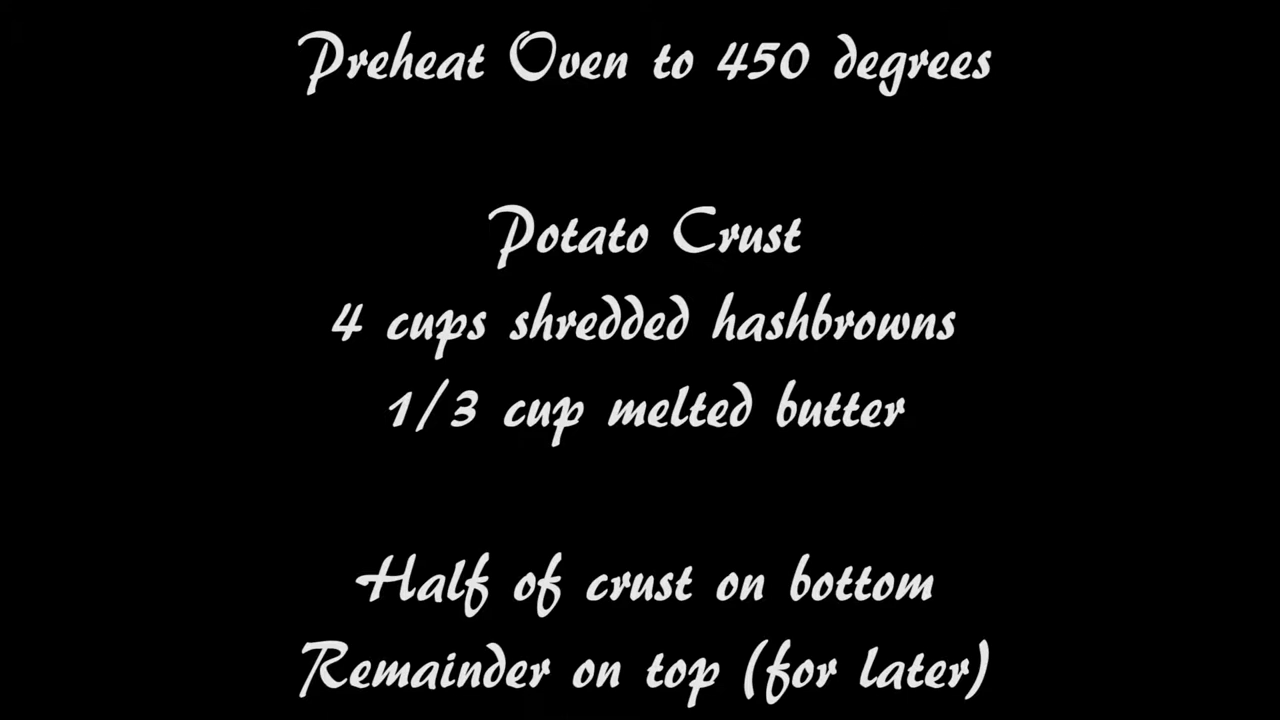 Preheat Oven to 450 degrees
Potato Crust
4 cups shredded hashbrowns
1/3 cup melted butter
Half of crust on bottom
Remainder on top (for later)